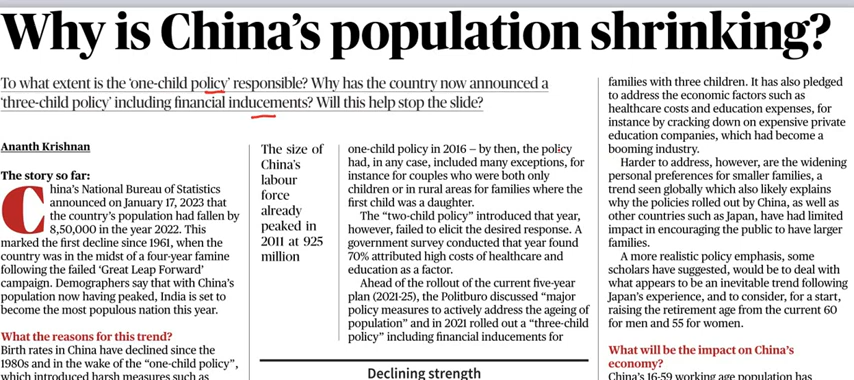 Why is China’s population shrinking?
To what extent is the ‘one-child policy’ responsible? Why has the country now announced a
‘three-child policy’ including financial inducements? Will this help stop the slide?
Ananth Krishnan
The story so far:
China’s National Bureau of Statistics
announced on January 17, 2023 that
the country’s population had fallen by
8,50,000 in the year 2022. This
marked the first decline since 1961, when the
country was in the midst of a four-year famine
following the failed ‘Great Leap Forward’
campaign. Demographers say that with China’s
population now having peaked, India is set to
become the most populous nation this year.
What the reasons for this trend?
Birth rates in China have declined since the
1980s and in the wake of the “one-child policy”,
which introduced harsh measures such as
The size of
China’s
labour
force
already
peaked in
2011 at 925
million
one-child policy in 2016 — by then, the policy
had, in any case, included many exceptions, for
instance for couples who were both only
children or in rural areas for families where the
first child was a daughter.
The “two-child policy” introduced that year,
however, failed to elicit the desired response. A
government survey conducted that year found
70% attributed high costs of healthcare and
education as a factor.
Ahead of the rollout of the current five-year
plan (2021-25), the Politburo discussed “major
policy measures to actively address the ageing of
population” and in 2021 rolled out a “three-child
policy” including financial inducements for
Declining strength
families with three children. It has also pledged
to address the economic factors such as
healthcare costs and education expenses, for
instance by cracking down on expensive private
education companies, which had become a
booming industry.
Harder to address, however, are the widening
personal preferences for smaller families, a
trend seen globally which also likely explains
why the policies rolled out by China, as well as
other countries such as Japan, have had limited
impact in encouraging the public to have larger
families.
A more realistic policy emphasis, some
scholars have suggested, would be to deal with
what appears to be an inevitable trend following
Japan’s experience, and to consider, for a start,
raising the retirement age from the current 60
for men and 55 for women.
What will be the impact on China’s
economy?
China’s 16-59 working age population has